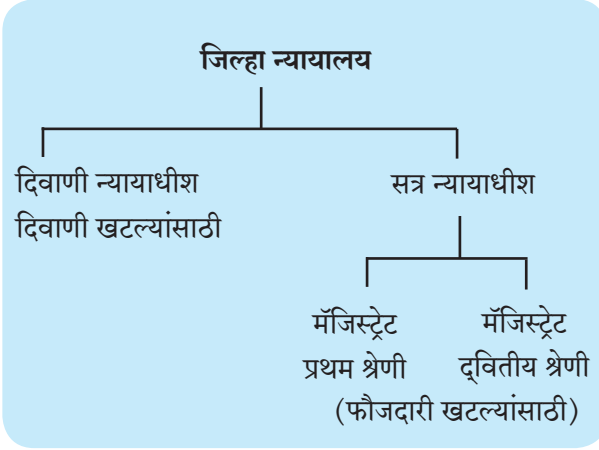 जिल्हा न्यायालय
दिवाणी न्यायाधीश
दिवाणी खटल्यांसाठी
सत्र न्यायाधीश
मॅजिस्ट्रेट
प्रथम श्रेणी
मॅजिस्ट्रेट
द्‌वितीय श्रेणी
(फौजदारी खटल्यांसाठी)